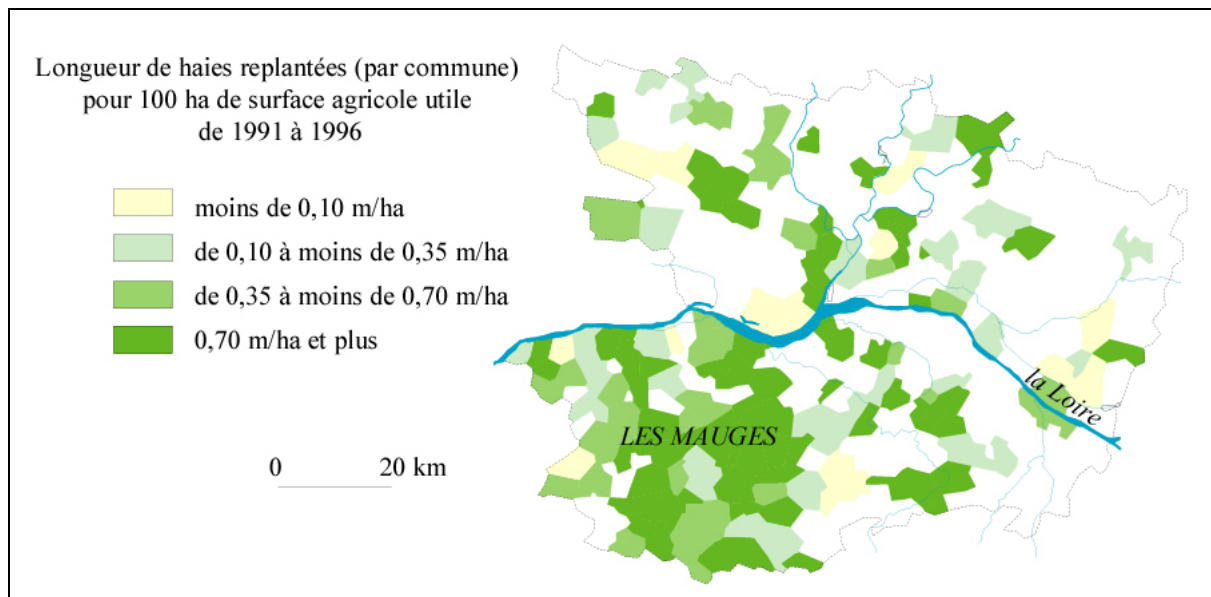 Longueur de haies replantées (par commune)
pour 100 ha de surface agricole utile
de 1991 à 1996
moins de 0,10 m/ha
de 0,10 à moins de 0,35 m/ha
de 0,35 à moins de 0,70 m/ha
0,70 m/ha et plus
0 20 km
LES MAUGES
la Loire